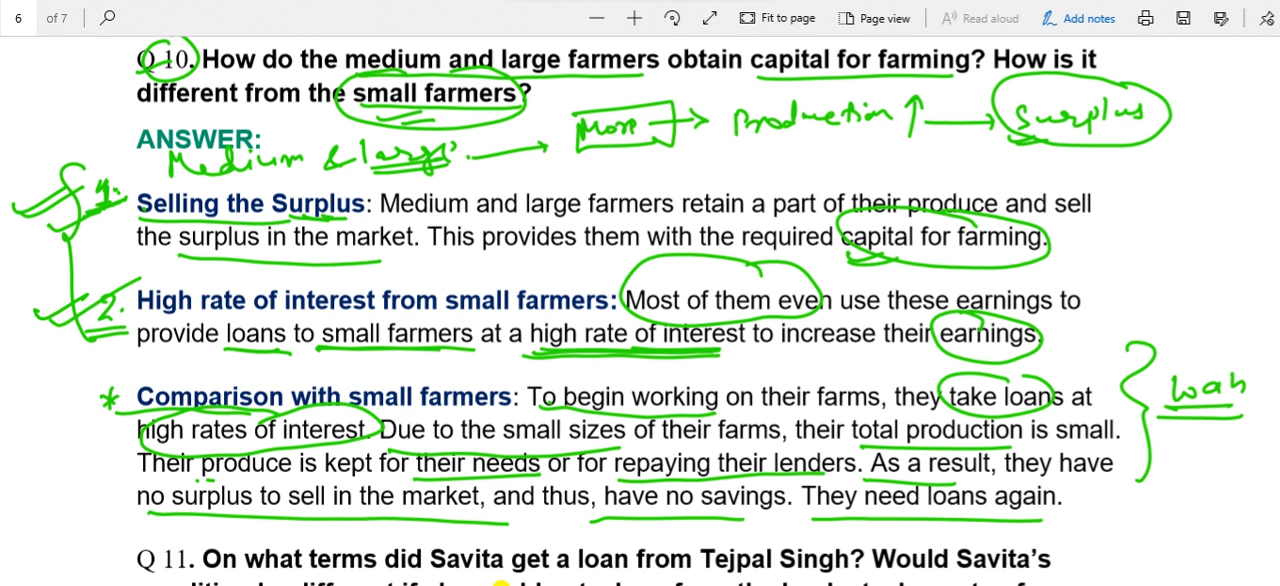 6 of 7 Fit to page Page view Read aloud Add notes
Q 10. How do the medium and large farmers obtain capital for farming? How is it
different from the small farmers?
More → Production ↑ → Surplus
ANSWER:
Medium & large →
1.
Selling the Surplus: Medium and large farmers retain a part of their produce and sell
the surplus in the market. This provides them with the required capital for farming.
2. High rate of interest from small farmers: Most of them even use these earnings to
provide loans to small farmers at a high rate of interest to increase their earnings.
* Comparison with small farmers: To begin working on their farms, they take loans at
loan
high rates of interest. Due to the small sizes of their farms, their total production is small.
Their produce is kept for their needs or for repaying their lenders. As a result, they have
no surplus to sell in the market, and thus, have no savings. They need loans again.
Q 11. On what terms did Savita get a loan from Tejpal Singh? Would Savita's